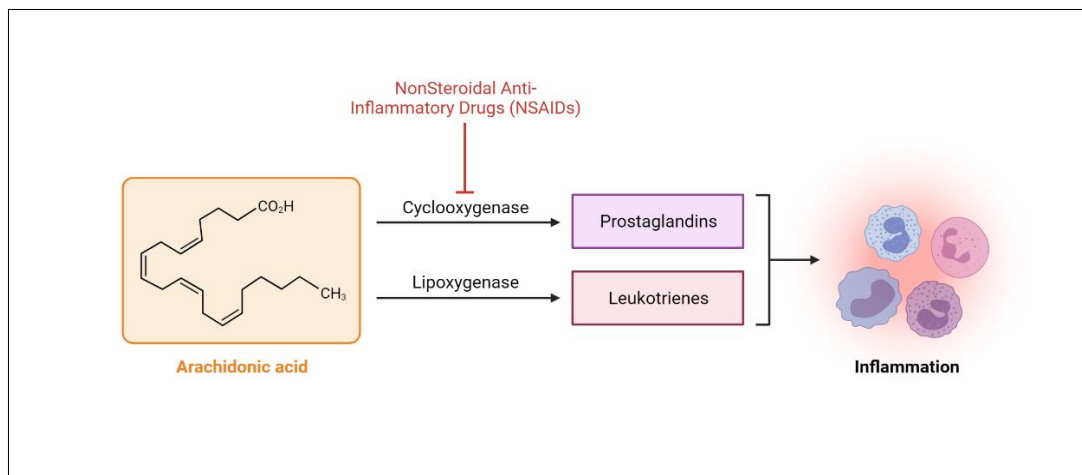 NonSteroidal Anti-
Inflammatory Drugs (NSAIDs)
CO₂H
CH₃
Arachidonic acid
Cyclooxygenase
Lipoxygenase
Prostaglandins
Leukotrienes
Inflammation